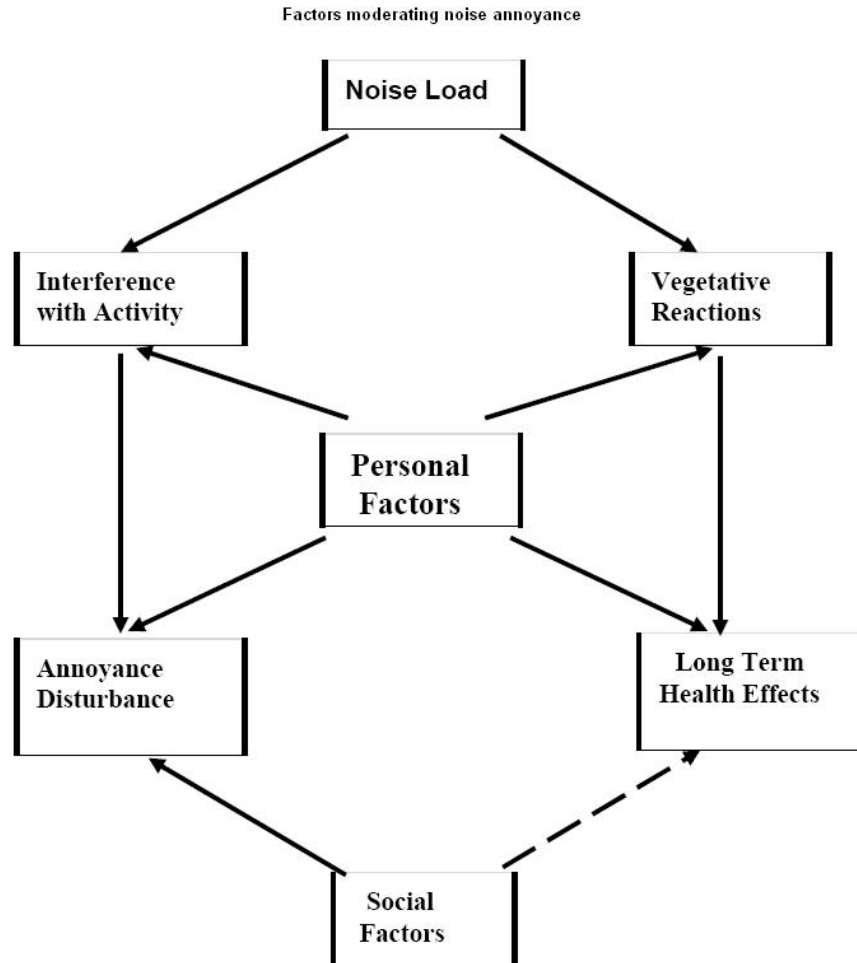 Factors moderating noise annoyance
Noise Load
Interference
with Activity
Vegetative
Reactions
Personal
Factors
Annoyance
Disturbance
Long Term
Health Effects
Social
Factors